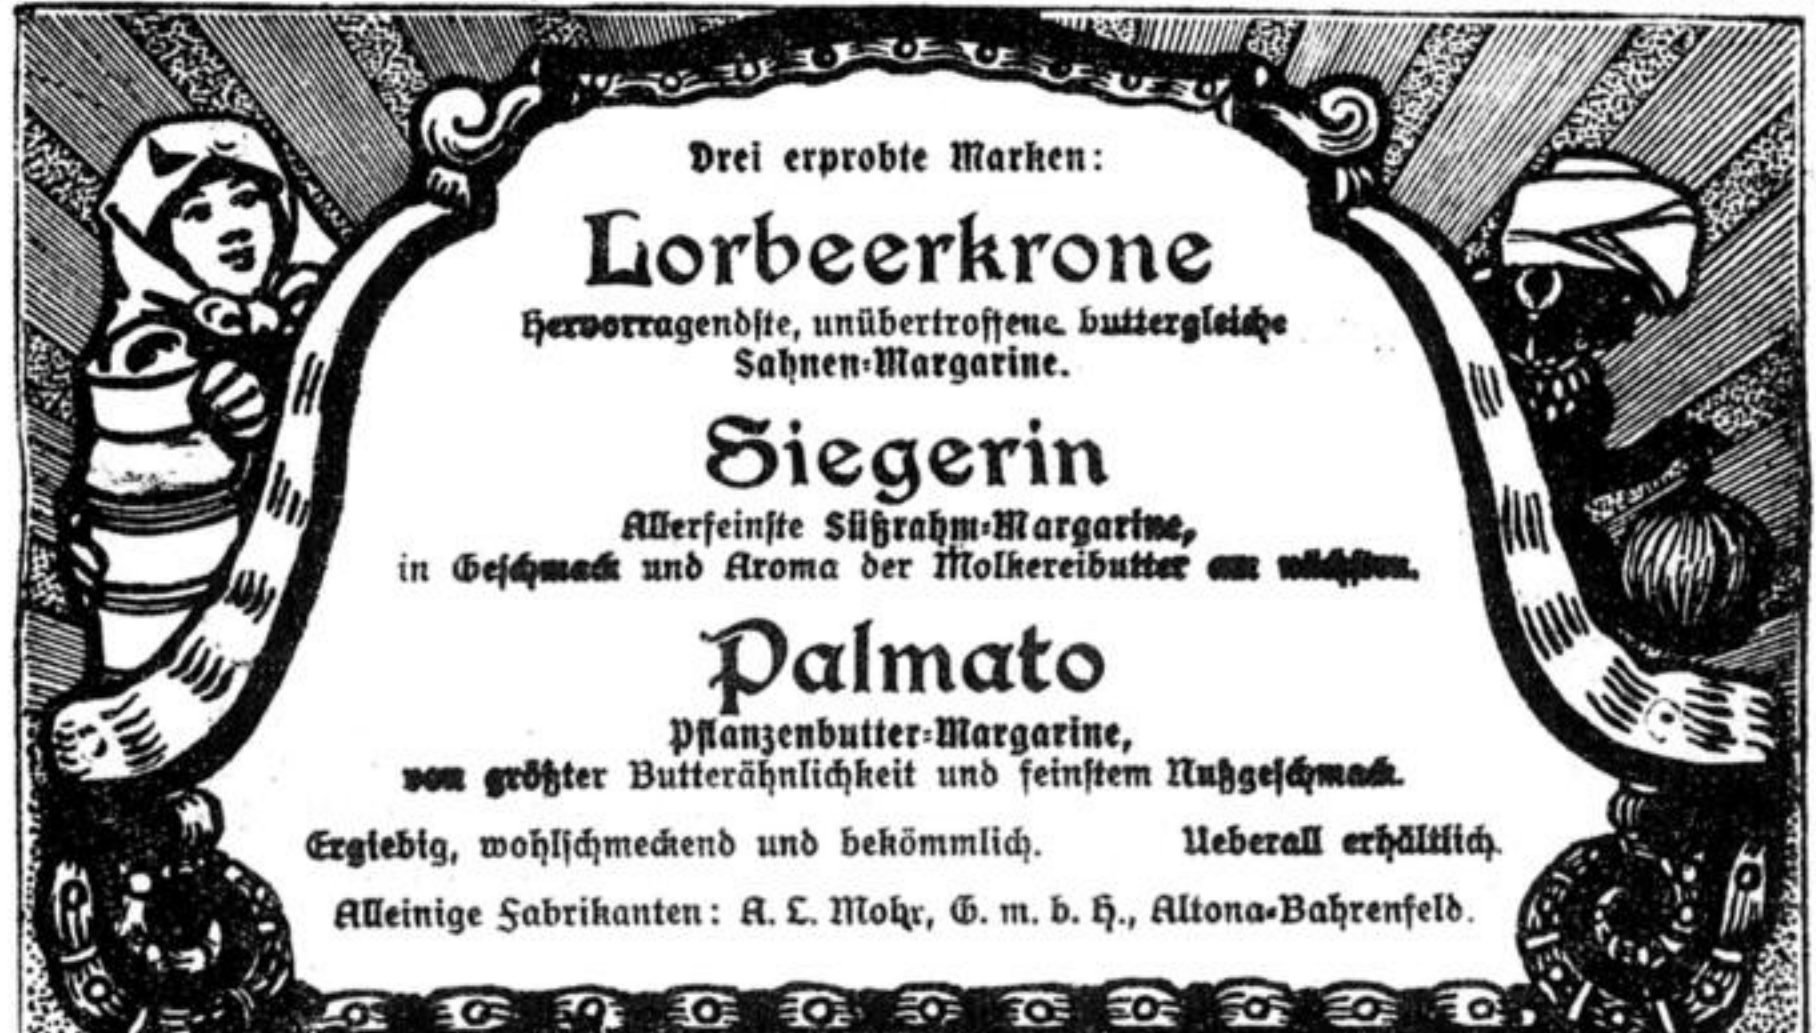 Drei erprobte Marken:
Lorbeerkrone
Hervorragendste, unübertroffene buttergleiche
Sahnen-Margarine.
Siegerin
Allerfeinste Süßrahm-Margarine,
in Geschmack und Aroma der Molkereibutter am nächsten.
Palmato
Pflanzenbutter-Margarine,
von größter Butterähnlichkeit und feinstem Nußgeschmack.
Ergiebig, wohlschmeckend und bekömmlich. Ueberall erhältlich.
Alleinige Fabrikanten: A. L. Mohr, G. m. b. H., Altona-Bahrenfeld.